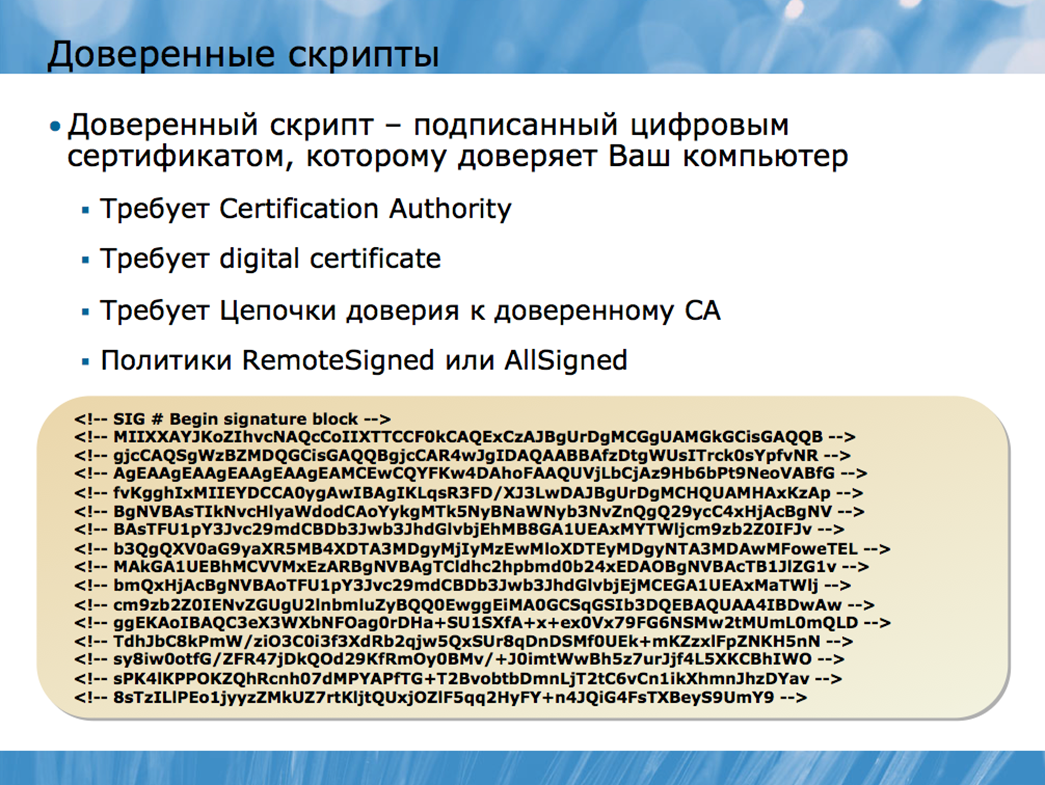 Доверенные скрипты
• Доверенный скрипт – подписанный цифровым
сертификатом, которому доверяет Ваш компьютер
▪ Требует Certification Authority
▪ Требует digital certificate
▪ Требует Цепочки доверия к доверенному CA
▪ Политики RemoteSigned или AllSigned
<!-- SIG # Begin signature block -->
<!-- MIIXXAYJKoZIhvcNAQcCoIIXTTCCF0kCAQExCzAJBgUrDgMCGgUAMGkGCisGAQQB -->
<!-- gjcCAQSgWzBZMDQGCisGAQQBgjcCAR4wJgIDAQAABBAfzDtgWUsITrck0sYpfvNR -->
<!-- AgEAAgEAAgEAAgEAAgEAMCEwCQYFKw4DAhoFAAQUVjLbCjAz9Hb6bPt9NeoVABfG -->
<!-- fvKgghIxMIIEYDCCA0ygAwIBAgIKLqsR3FD/XJ3LwDAJBgUrDgMCHQUAMHAxKzAp -->
<!-- BgNVBAsTIkNvcHlyaWdodCAoYykgMTk5NyBNaWNyb3NvZnQgQ29ycC4xHjAcBgNV -->
<!-- BAsTFU1pY3Jvc29mdCBDb3Jwb3JhdGlvbjEhMB8GA1UEAxMYTWljcm9zb2Z0IFJv -->
<!-- b3QgQXV0aG9yaXR5MB4XDTA3MDgyMjIyMzEwMloXDTEyMDgyNTA3MDAwMFoweTEL -->
<!-- MAkGA1UEBhMCVVMxEzARBgNVBAgTCldhc2hpbmd0b24xEDAOBgNVBAcTB1JlZG1v -->
<!-- bmQxHjAcBgNVBAoTFU1pY3Jvc29mdCBDb3Jwb3JhdGlvbjEjMCEGA1UEAxMaTWlj -->
<!-- cm9zb2Z0IENvZGUgU2lnbmluZyBQQ0EwggEiMA0GCSqGSIb3DQEBAQUAA4IBDwAw -->
<!-- ggEKAoIBAQC3eX3WXbNFOag0rDHa+SU1SXfA+x+ex0Vx79FG6NSMw2tMUmL0mQLD -->
<!-- TdhJbC8kPmW/ziO3C0i3f3XdRb2qjw5QxSUr8qDnDSMf0UEk+mKZzxlFpZNKH5nN -->
<!-- sy8iw0otfG/ZFR47jDkQOd29KfRmOy0BMv/+J0imtWwBh5z7urJjf4L5XKCBhIWO -->
<!-- sPK4lKPPOKZQhRcnh07dMPYAPfTG+T2BvobtbDmnLjT2tC6vCn1ikXhmnJhzDYav -->
<!-- 8sTzILlPEo1jyyzZMkUZ7rtKljtQUxjOZlF5qq2HyFY+n4JQiG4FsTXBeyS9UmY9 -->